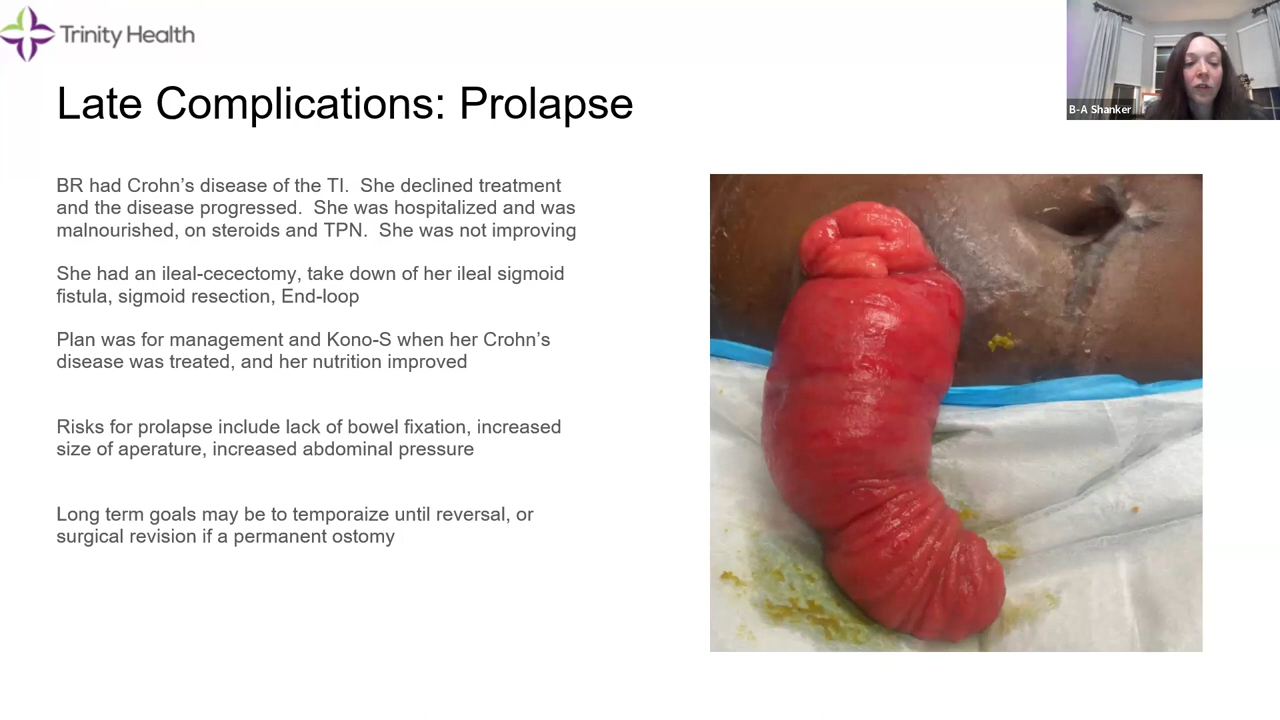 Trinity Health
B-A Shanker
Late Complications: Prolapse
BR had Crohn’s disease of the TI.  She declined treatment
and the disease progressed.  She was hospitalized and was
malnourished, on steroids and TPN.  She was not improving
She had an ileal-cecectomy, take down of her ileal sigmoid
fistula, sigmoid resection, End-loop
Plan was for management and Kono-S when her Crohn’s
disease was treated, and her nutrition improved
Risks for prolapse include lack of bowel fixation, increased
size of aperature, increased abdominal pressure
Long term goals may be to temporaize until reversal, or
surgical revision if a permanent ostomy